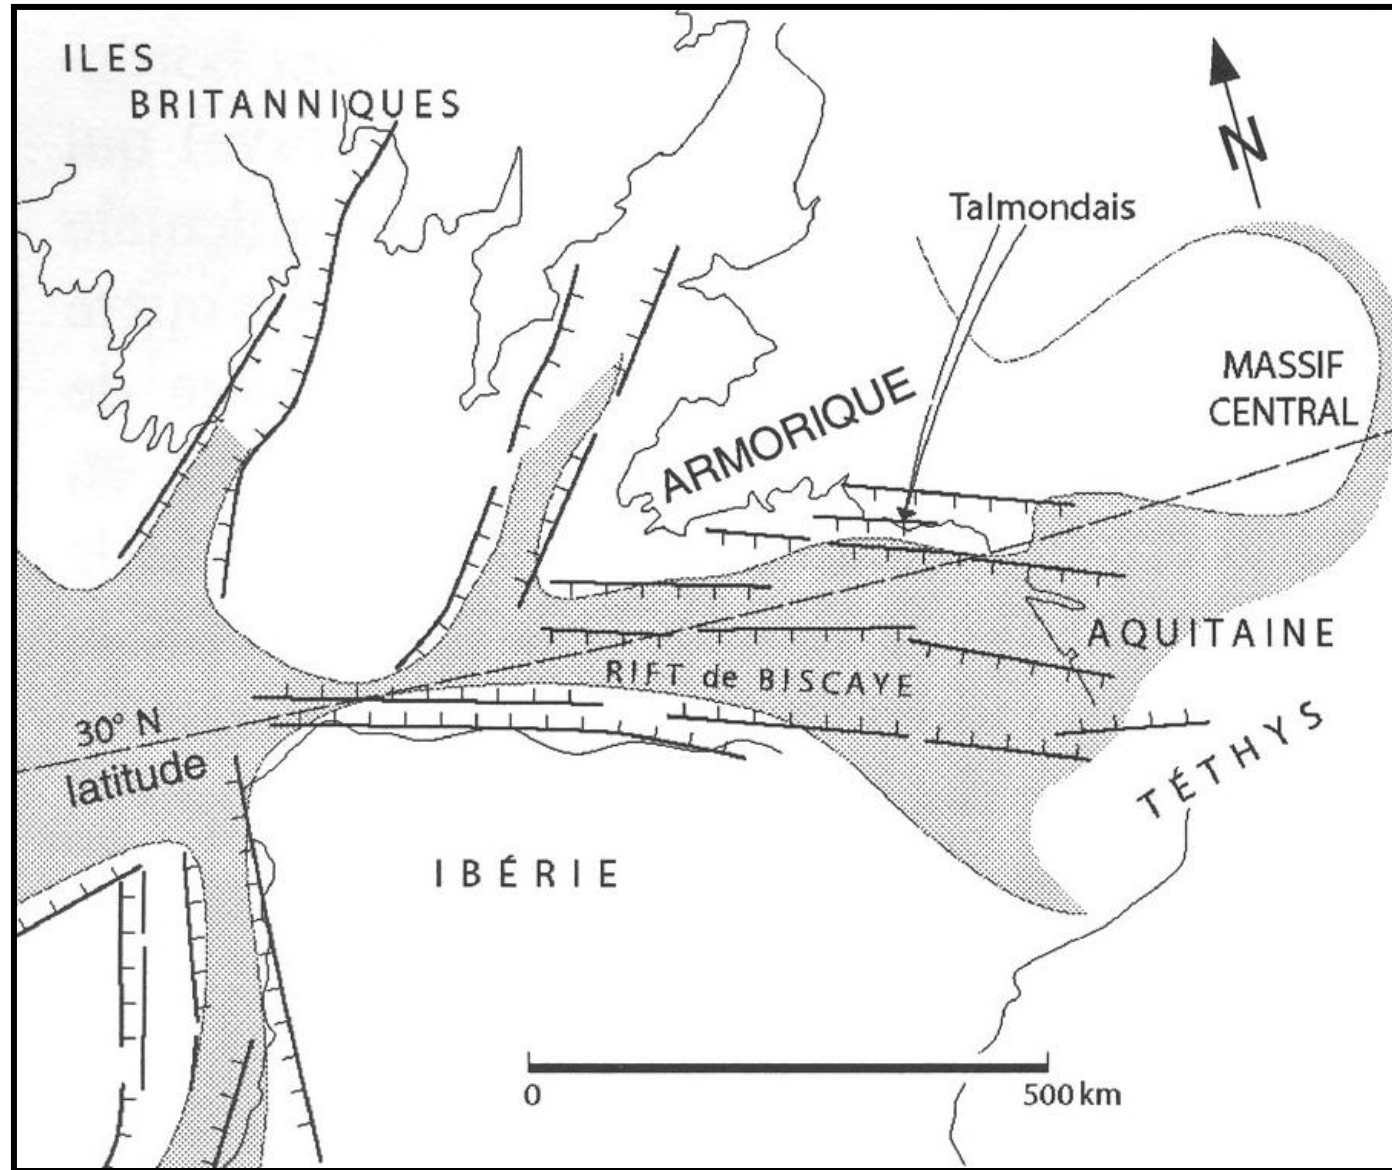 ILES
BRITANNIQUES
N
Talmondais
MASSIF
CENTRAL
ARMORIQUE
AQUITAINE
RIFT de BISCAYE
30° N
latitude
TÉTHYS
IBÉRIE
0
500 km